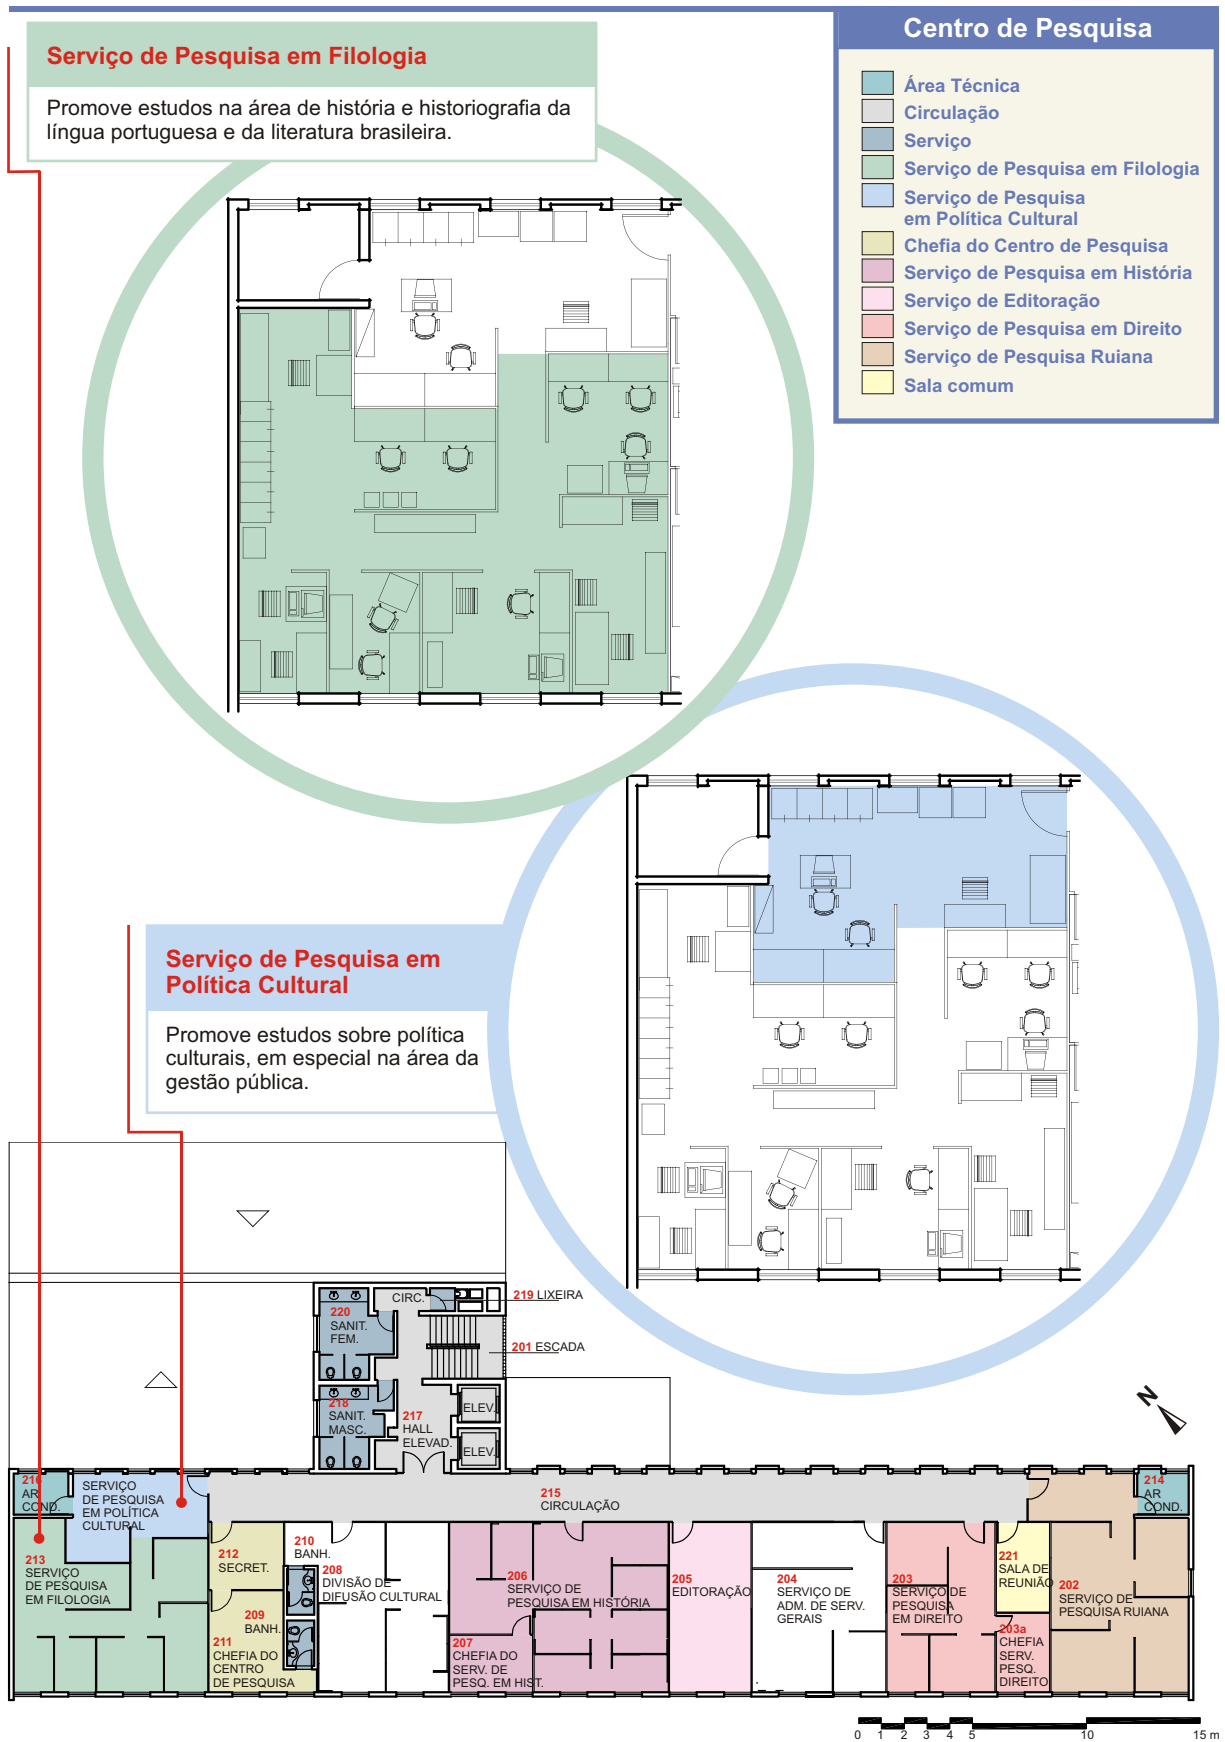 Serviço de Pesquisa em Filologia
Promove estudos na área de história e historiografia da
língua portuguesa e da literatura brasileira.
Centro de Pesquisa
Área Técnica
Circulação
Serviço
Serviço de Pesquisa em Filologia
Serviço de Pesquisa
em Política Cultural
Chefia do Centro de Pesquisa
Serviço de Pesquisa em História
Serviço de Editoração
Serviço de Pesquisa em Direito
Serviço de Pesquisa Ruiana
Sala comum
Serviço de Pesquisa em
Política Cultural
Promove estudos sobre política
culturais, em especial na área da
gestão pública.
CIRC.
219 LIXEIRA
220
SANIT.
FEM.
201 ESCADA
218
SANIT.
MASC.
217
HALL
ELEVAD.
ELEV.
ELEV.
N
216
AR
COND.
SERVIÇO
DE PESQUISA
EM POLÍTICA
CULTURAL
215
CIRCULAÇÃO
214
AR
COND.
213
SERVIÇO
DE PESQUISA
EM FILOLOGIA
212
SECRET.
210
BANH.
208
DIVISÃO DE
DIFUSÃO CULTURAL
209
BANH.
211
CHEFIA DO
CENTRO
DE PESQUISA
206
SERVIÇO DE
PESQUISA EM HISTÓRIA
207
CHEFIA DO
SERV. DE
PESQ. EM HIST.
205
EDITORAÇÃO
204
SERVIÇO DE
ADM. DE SERV.
GERAIS
203
SERVIÇO DE
PESQUISA
EM DIREITO
221
SALA DE
REUNIÃO
203a
CHEFIA
SERV.
PESQ.
DIREITO
202
SERVIÇO DE
PESQUISA RUIANA
0 1 2 3 4 5 10 15 m